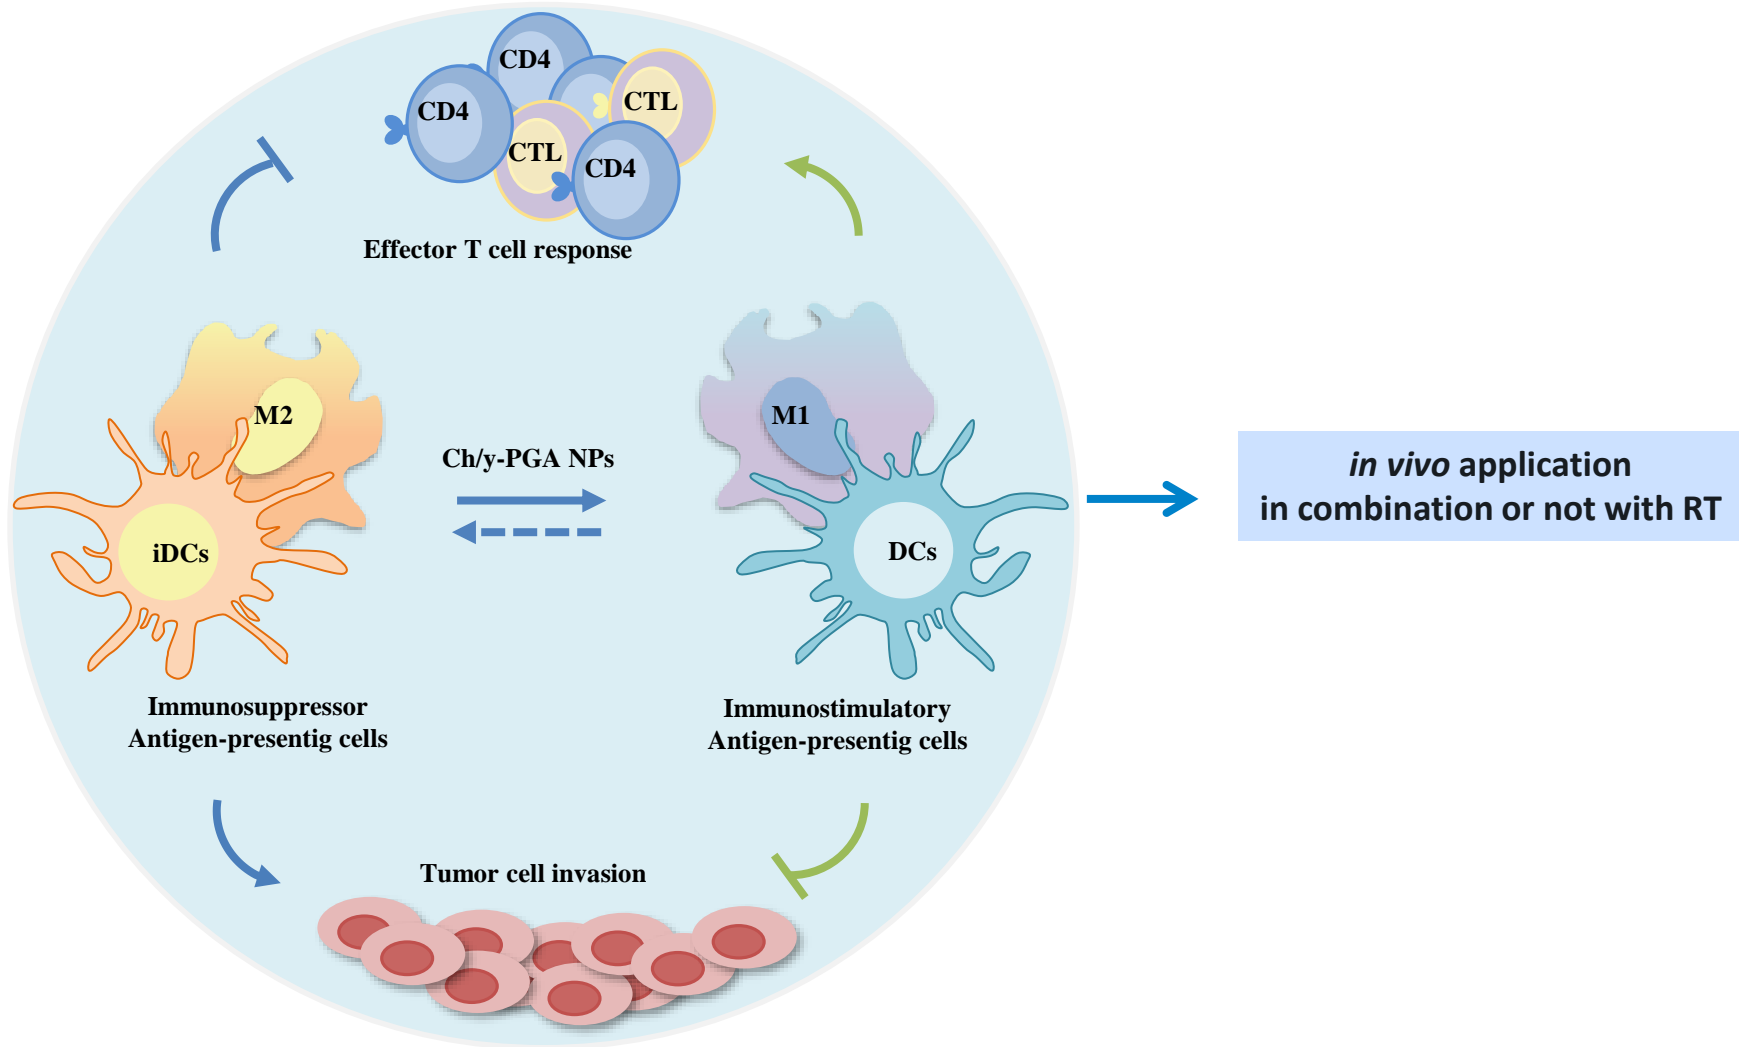 CD4
CD4
CTL
CTL
CD4
Effector T cell response
M2
M1
Ch/y-PGA NPs
iDCs
DCs
in vivo application
in combination or not with RT
Immunosuppressor
Antigen-presentig cells
Immunostimulatory
Antigen-presentig cells
Tumor cell invasion